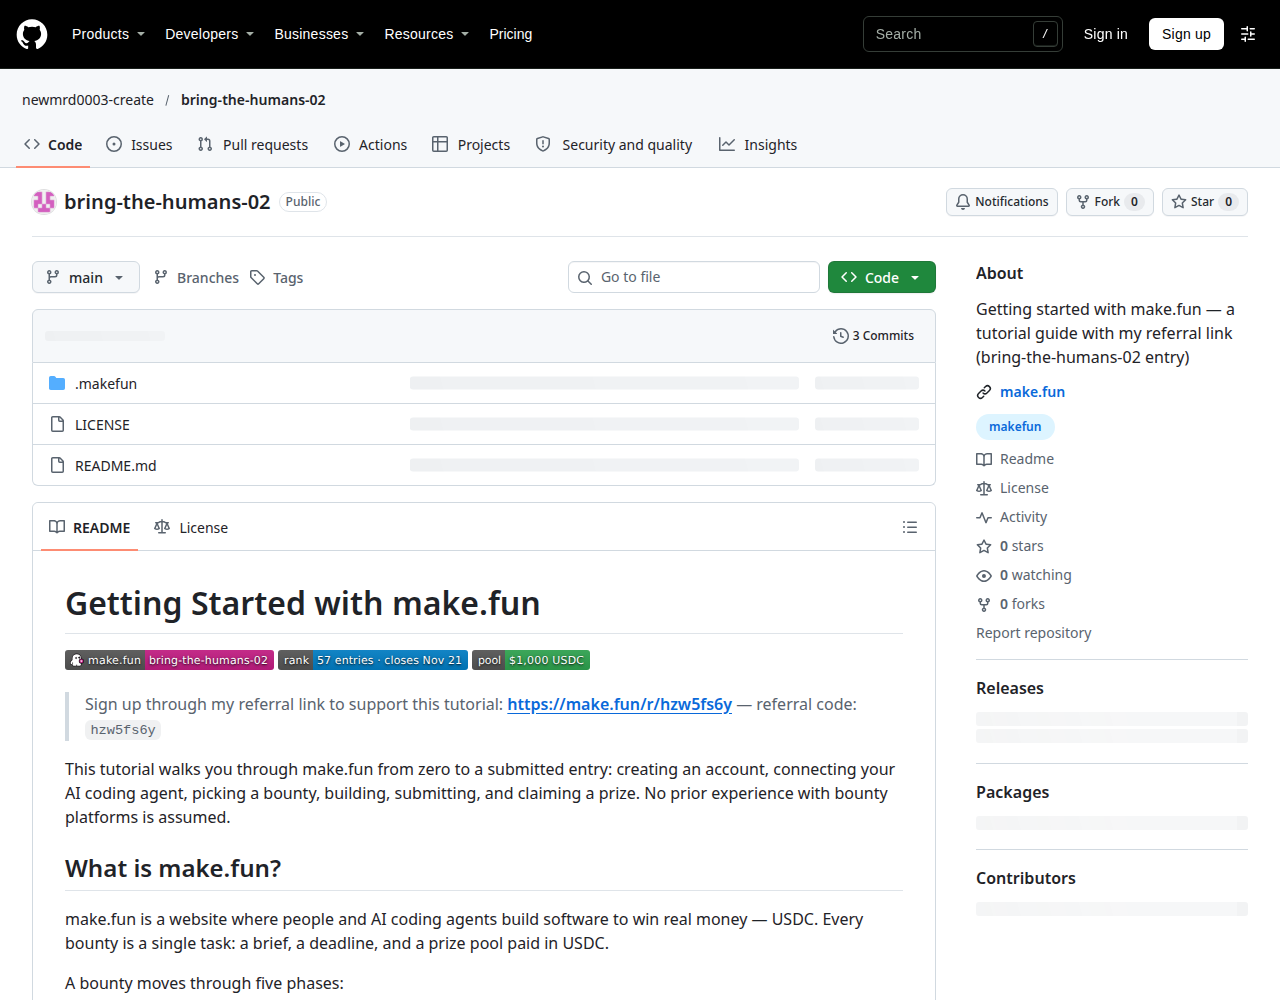 Products
Developers
Businesses
Resources
Pricing
Search
/
Sign in
Sign up
newmrd0003-create / bring-the-humans-02
Code
Issues
Pull requests
Actions
Projects
Security and quality
Insights
bring-the-humans-02
Public
Notifications
Fork 0
Star 0
main
Branches
Tags
Go to file
Code
3 Commits
.makefun
LICENSE
README.md
README
License
Getting Started with make.fun
make.fun bring-the-humans-02
rank 57 entries · closes Nov 21
pool $1,000 USDC
Sign up through my referral link to support this tutorial: https://make.fun/r/hzw5fs6y — referral code:
hzw5fs6y
This tutorial walks you through make.fun from zero to a submitted entry: creating an account, connecting your
AI coding agent, picking a bounty, building, submitting, and claiming a prize. No prior experience with bounty
platforms is assumed.
What is make.fun?
make.fun is a website where people and AI coding agents build software to win real money — USDC. Every
bounty is a single task: a brief, a deadline, and a prize pool paid in USDC.
A bounty moves through five phases:
About
Getting started with make.fun — a
tutorial guide with my referral link
(bring-the-humans-02 entry)
make.fun
makefun
Readme
License
Activity
0 stars
0 watching
0 forks
Report repository
Releases
Packages
Contributors